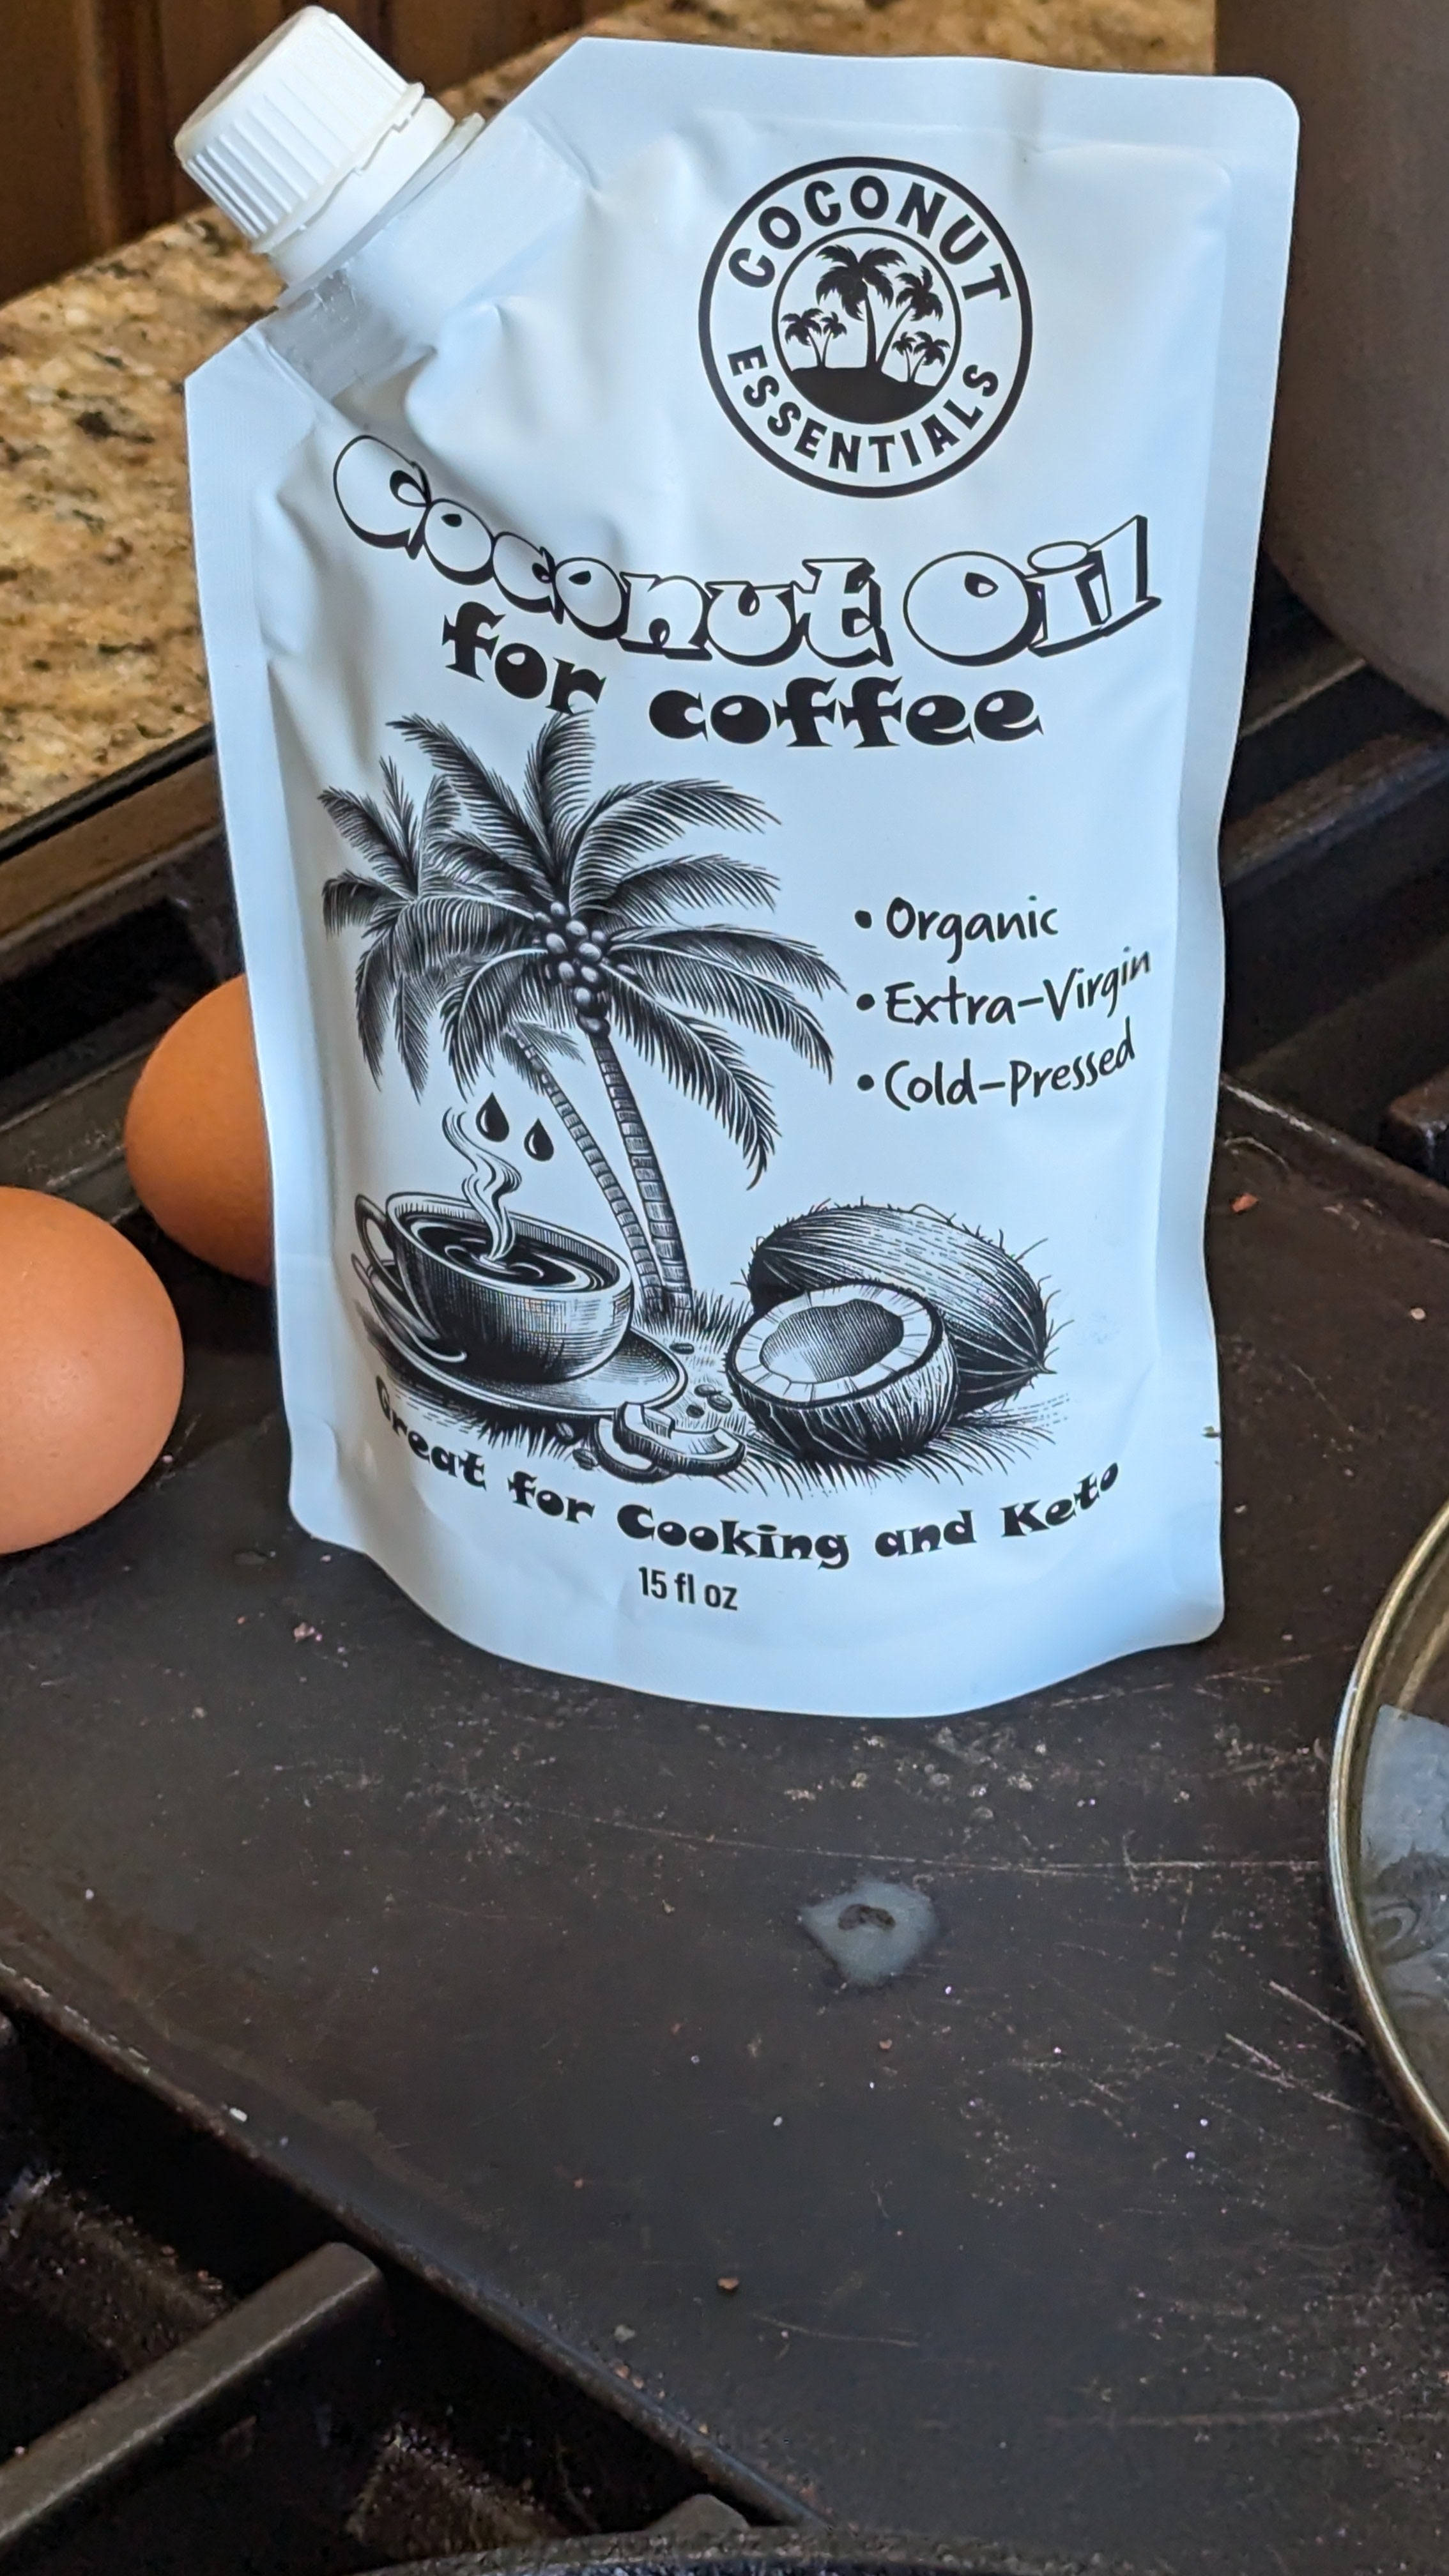 COCONUT
ESSENTIALS
Coconut Oil
for coffee
• Organic
• Extra-Virgin
• Cold-Pressed
Great for Cooking and Keto
15 fl oz